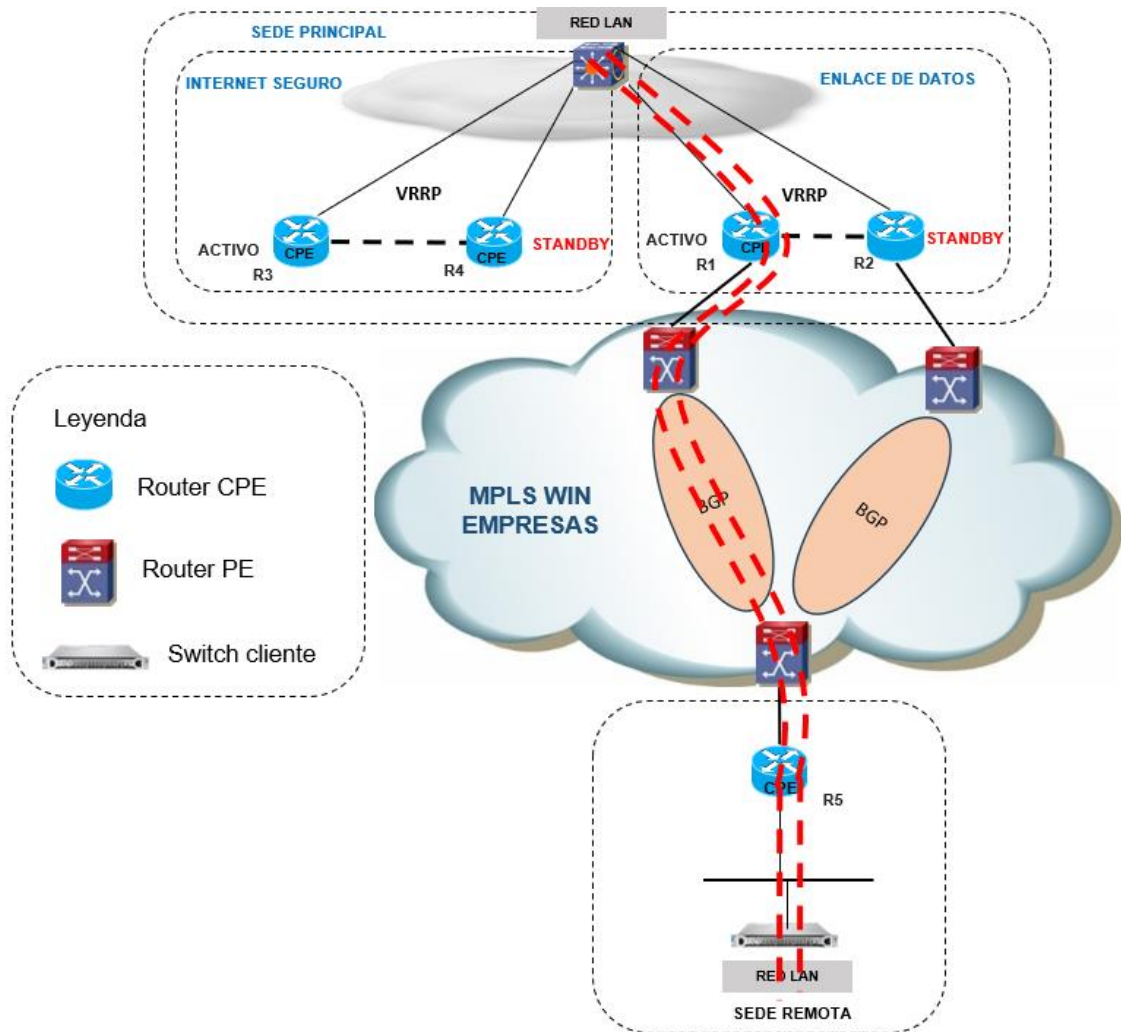 RED LAN
SEDE PRINCIPAL
INTERNET SEGURO
ENLACE DE DATOS
VRRP
VRRP
ACTIVO
CPE
R3
R4
CPE
STANDBY
ACTIVO
CPE
R1
R2
STANDBY
Leyenda
Router CPE
Router PE
Switch cliente
MPLS WIN
EMPRESAS
BGP
BGP
CPE
R5
RED LAN
SEDE REMOTA